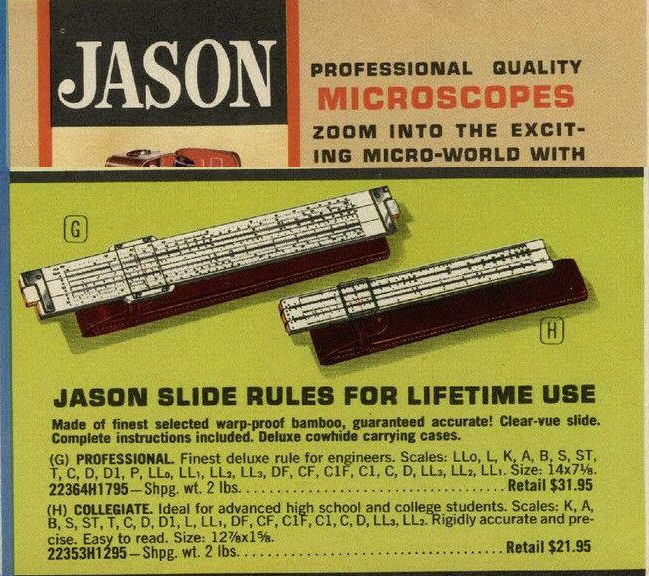 JASON
PROFESSIONAL QUALITY
MICROSCOPES
ZOOM INTO THE EXCIT-
ING MICRO-WORLD WITH
G
H
JASON SLIDE RULES FOR LIFETIME USE
Made of finest selected warp-proof bamboo, guaranteed accurate! Clear-vue slide.
Complete instructions included. Deluxe cowhide carrying cases.
(G) PROFESSIONAL. Finest deluxe rule for engineers. Scales: LLO, L, K, A, B, S, ST,
T, C, D, D1, P, LL₀, LL₁, LL₂, LL₃, DF, CF, C1F, C1, C, D, LL₃, LL₂, LL₁. Size: 14x7⅛.
22364H1795—Shpg. wt. 2 lbs. Retail $31.95
(H) COLLEGIATE. Ideal for advanced high school and college students. Scales: K, A,
B, S, ST, T, C, D, D1, L, LL₁, DF, CF, C1F, C1, C, D, LL₃, LL₂. Rigidly accurate and pre-
cise. Easy to read. Size: 12⅞x1⅝.
22353H1295—Shpg. wt. 2 lbs. Retail $21.95